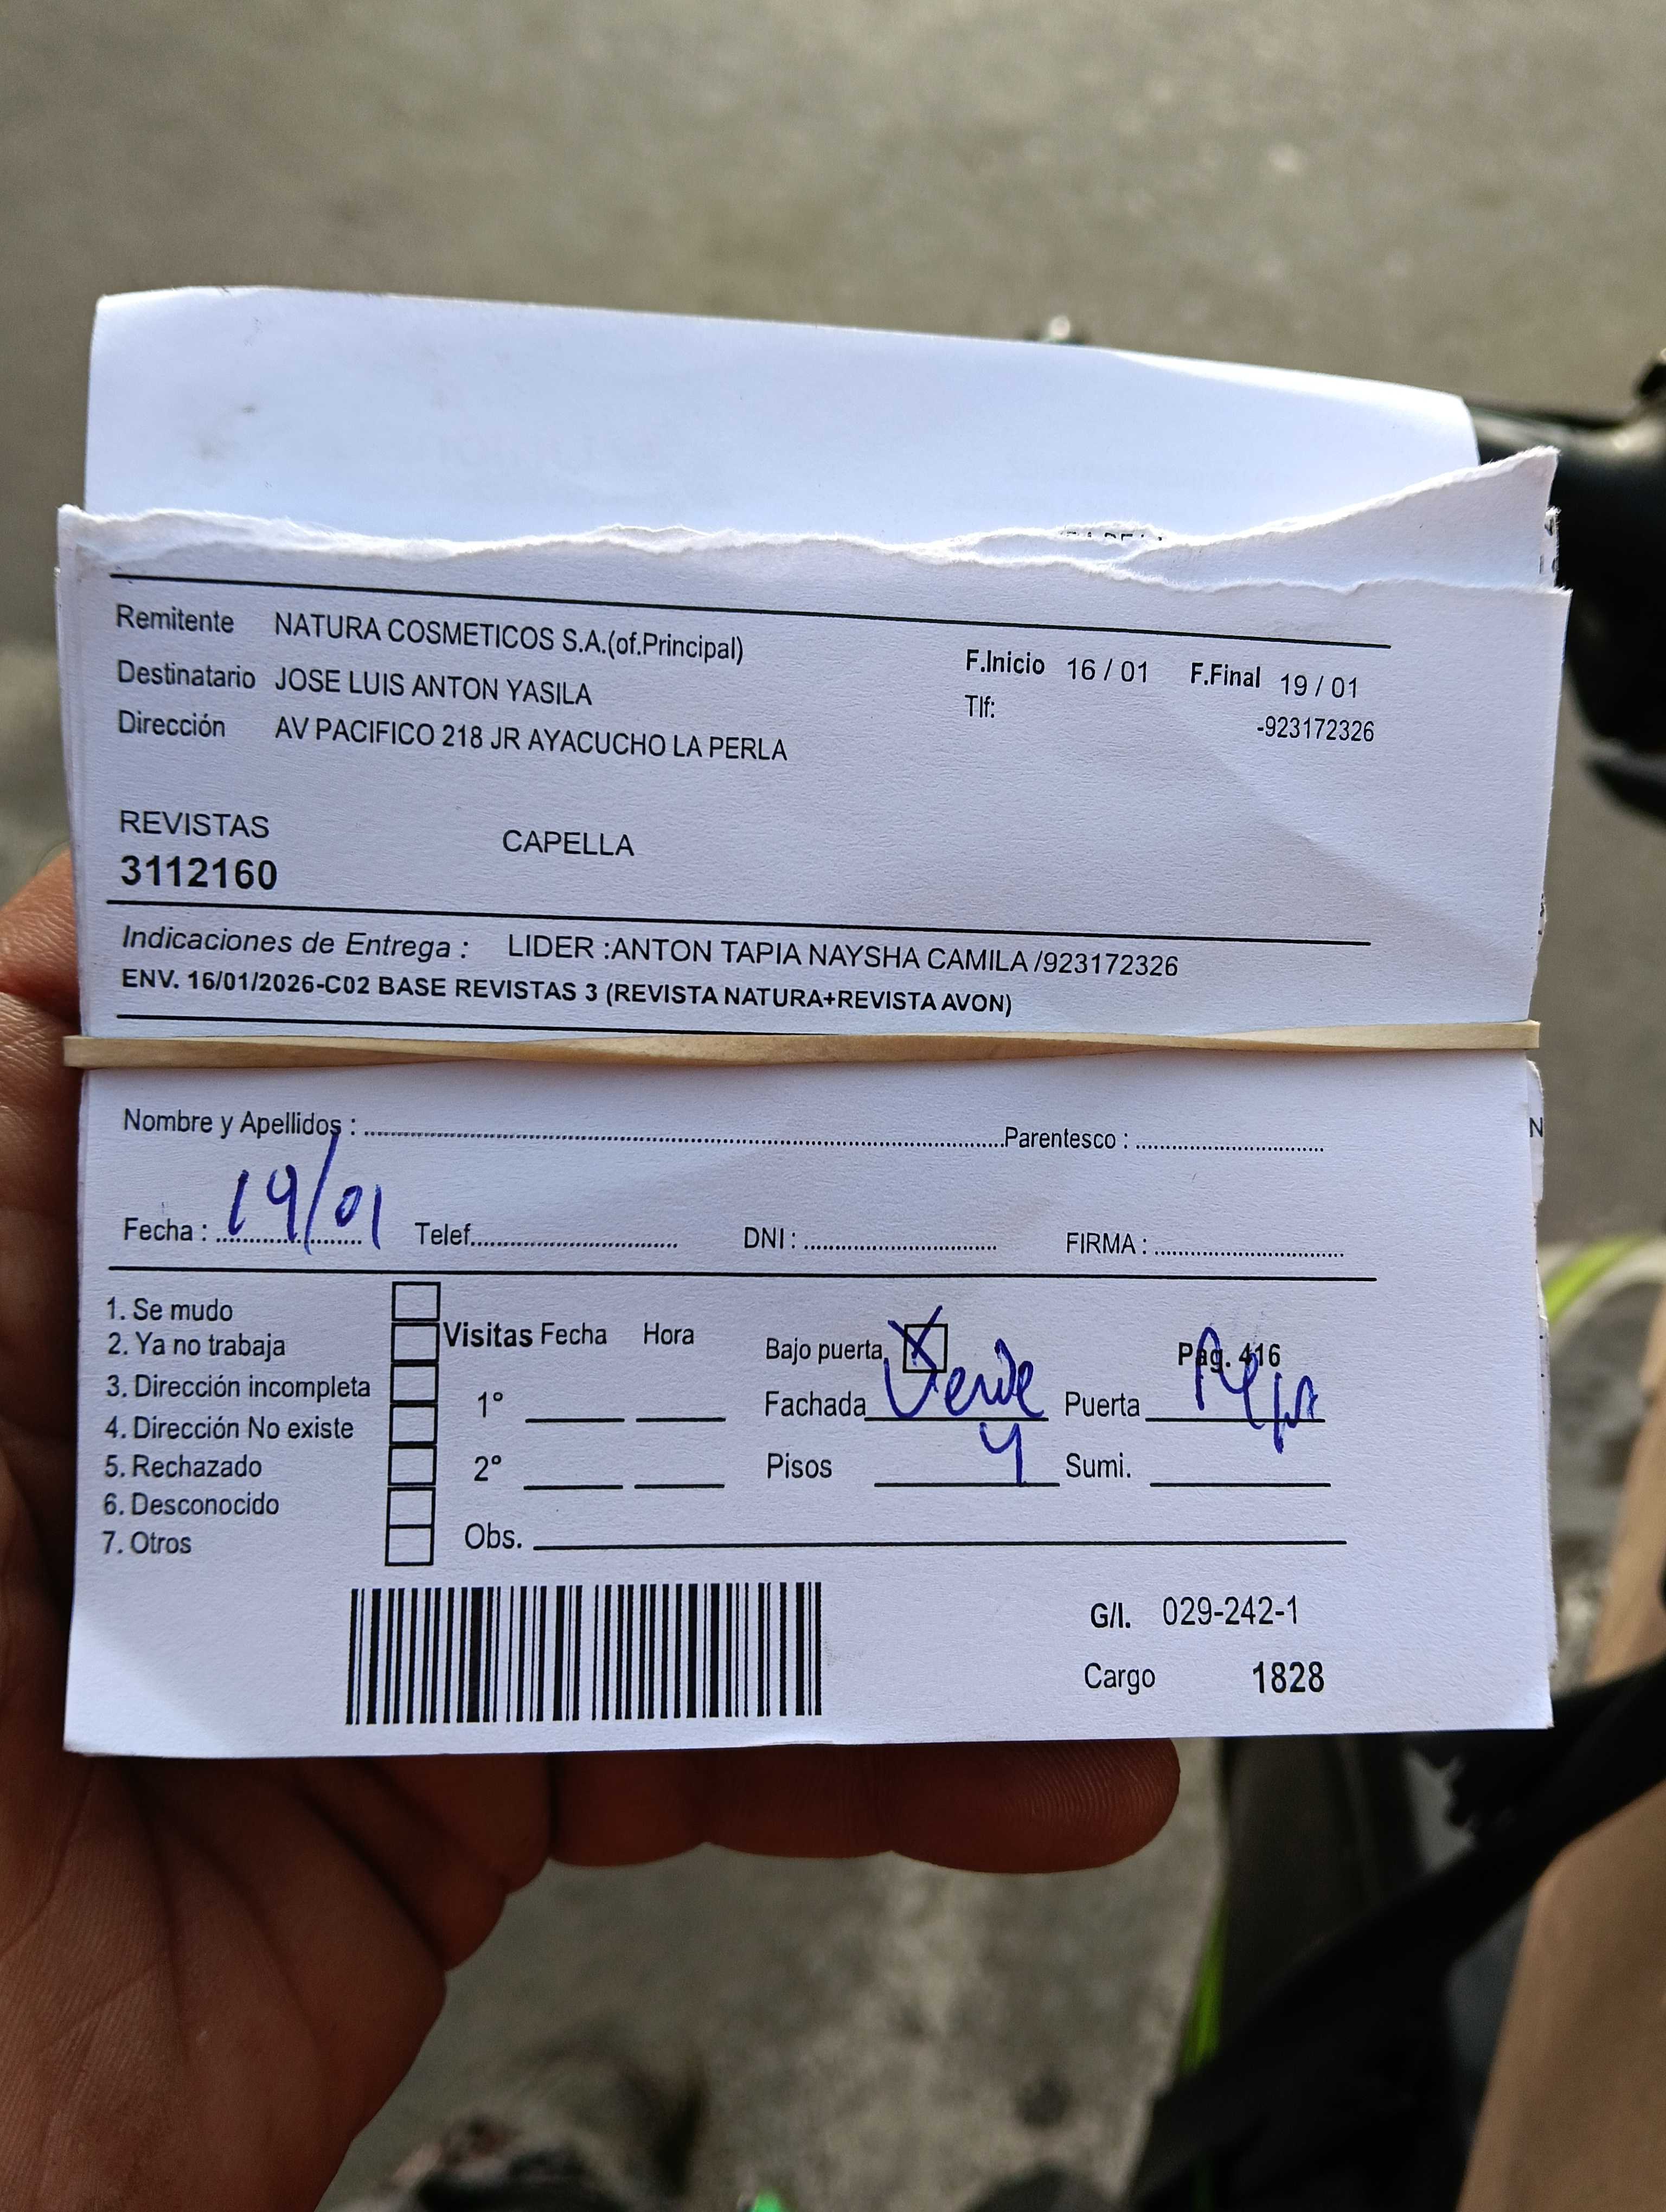 Remitente NATURA COSMETICOS S.A.(of.Principal)
F.Inicio 16 / 01 F.Final 19 / 01
Destinatario JOSE LUIS ANTON YASILA
Tlf: -923172326
Dirección AV PACIFICO 218 JR AYACUCHO LA PERLA
REVISTAS CAPELLA
3112160
Indicaciones de Entrega : LIDER :ANTON TAPIA NAYSHA CAMILA /923172326
ENV. 16/01/2026-C02 BASE REVISTAS 3 (REVISTA NATURA+REVISTA AVON)
Nombre y Apellidos : Parentesco :
Fecha : 19/01 Telef. DNI : FIRMA :
1. Se mudo
2. Ya no trabaja
3. Dirección incompleta
4. Dirección No existe
5. Rechazado
6. Desconocido
7. Otros
Visitas Fecha Hora
1°
2°
Obs.
Bajo puerta X Pag. 416
Fachada Verde Puerta
Pisos 4 Sumi.
G/I. 029-242-1
Cargo 1828